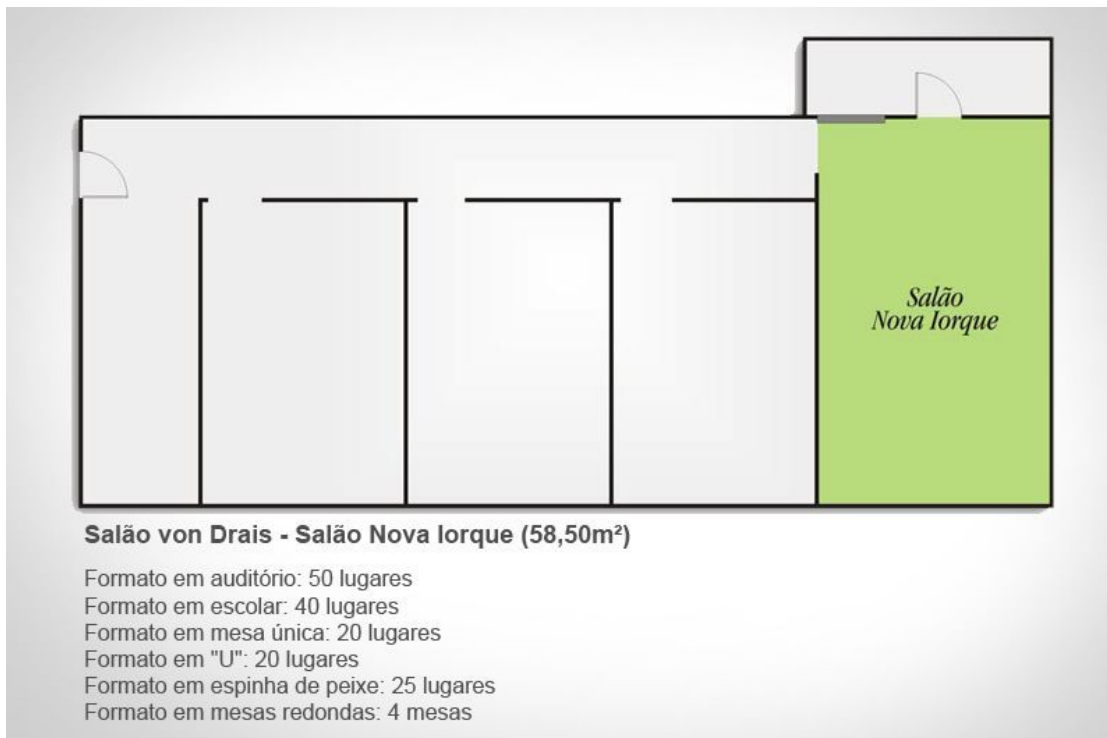 Salão
Nova Iorque
Salão von Drais - Salão Nova Iorque (58,50m²)
Formato em auditório: 50 lugares
Formato em escolar: 40 lugares
Formato em mesa única: 20 lugares
Formato em "U": 20 lugares
Formato em espinha de peixe: 25 lugares
Formato em mesas redondas: 4 mesas